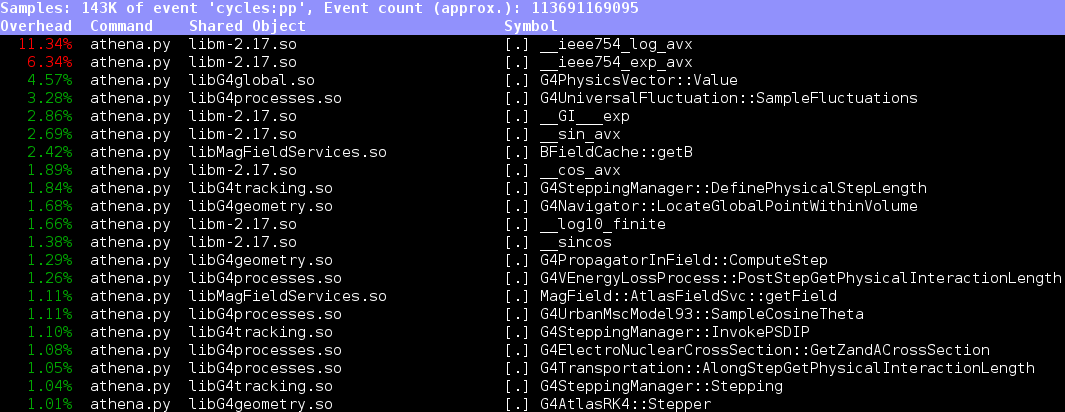 Samples: 143K of event 'cycles:pp', Event count (approx.): 113691169095
Overhead  Command    Shared Object                      Symbol
  11.34%  athena.py  libm-2.17.so                       [.] __ieee754_log_avx
   6.34%  athena.py  libm-2.17.so                       [.] __ieee754_exp_avx
   4.57%  athena.py  libG4global.so                     [.] G4PhysicsVector::Value
   3.28%  athena.py  libG4processes.so                  [.] G4UniversalFluctuation::SampleFluctuations
   2.86%  athena.py  libm-2.17.so                       [.] __GI___exp
   2.69%  athena.py  libm-2.17.so                       [.] __sin_avx
   2.42%  athena.py  libMagFieldServices.so             [.] BFieldCache::getB
   1.89%  athena.py  libm-2.17.so                       [.] __cos_avx
   1.84%  athena.py  libG4tracking.so                   [.] G4SteppingManager::DefinePhysicalStepLength
   1.68%  athena.py  libG4geometry.so                   [.] G4Navigator::LocateGlobalPointWithinVolume
   1.66%  athena.py  libm-2.17.so                       [.] __log10_finite
   1.38%  athena.py  libm-2.17.so                       [.] __sincos
   1.29%  athena.py  libG4geometry.so                   [.] G4PropagatorInField::ComputeStep
   1.26%  athena.py  libG4processes.so                  [.] G4VEnergyLossProcess::PostStepGetPhysicalInteractionLength
   1.11%  athena.py  libMagFieldServices.so             [.] MagField::AtlasFieldSvc::getField
   1.11%  athena.py  libG4processes.so                  [.] G4UrbanMscModel93::SampleCosineTheta
   1.10%  athena.py  libG4tracking.so                   [.] G4SteppingManager::InvokePSDIP
   1.08%  athena.py  libG4processes.so                  [.] G4ElectroNuclearCrossSection::GetZandACrossSection
   1.05%  athena.py  libG4processes.so                  [.] G4Transportation::AlongStepGetPhysicalInteractionLength
   1.04%  athena.py  libG4tracking.so                   [.] G4SteppingManager::Stepping
   1.01%  athena.py  libG4geometry.so                   [.] G4AtlasRK4::Stepper